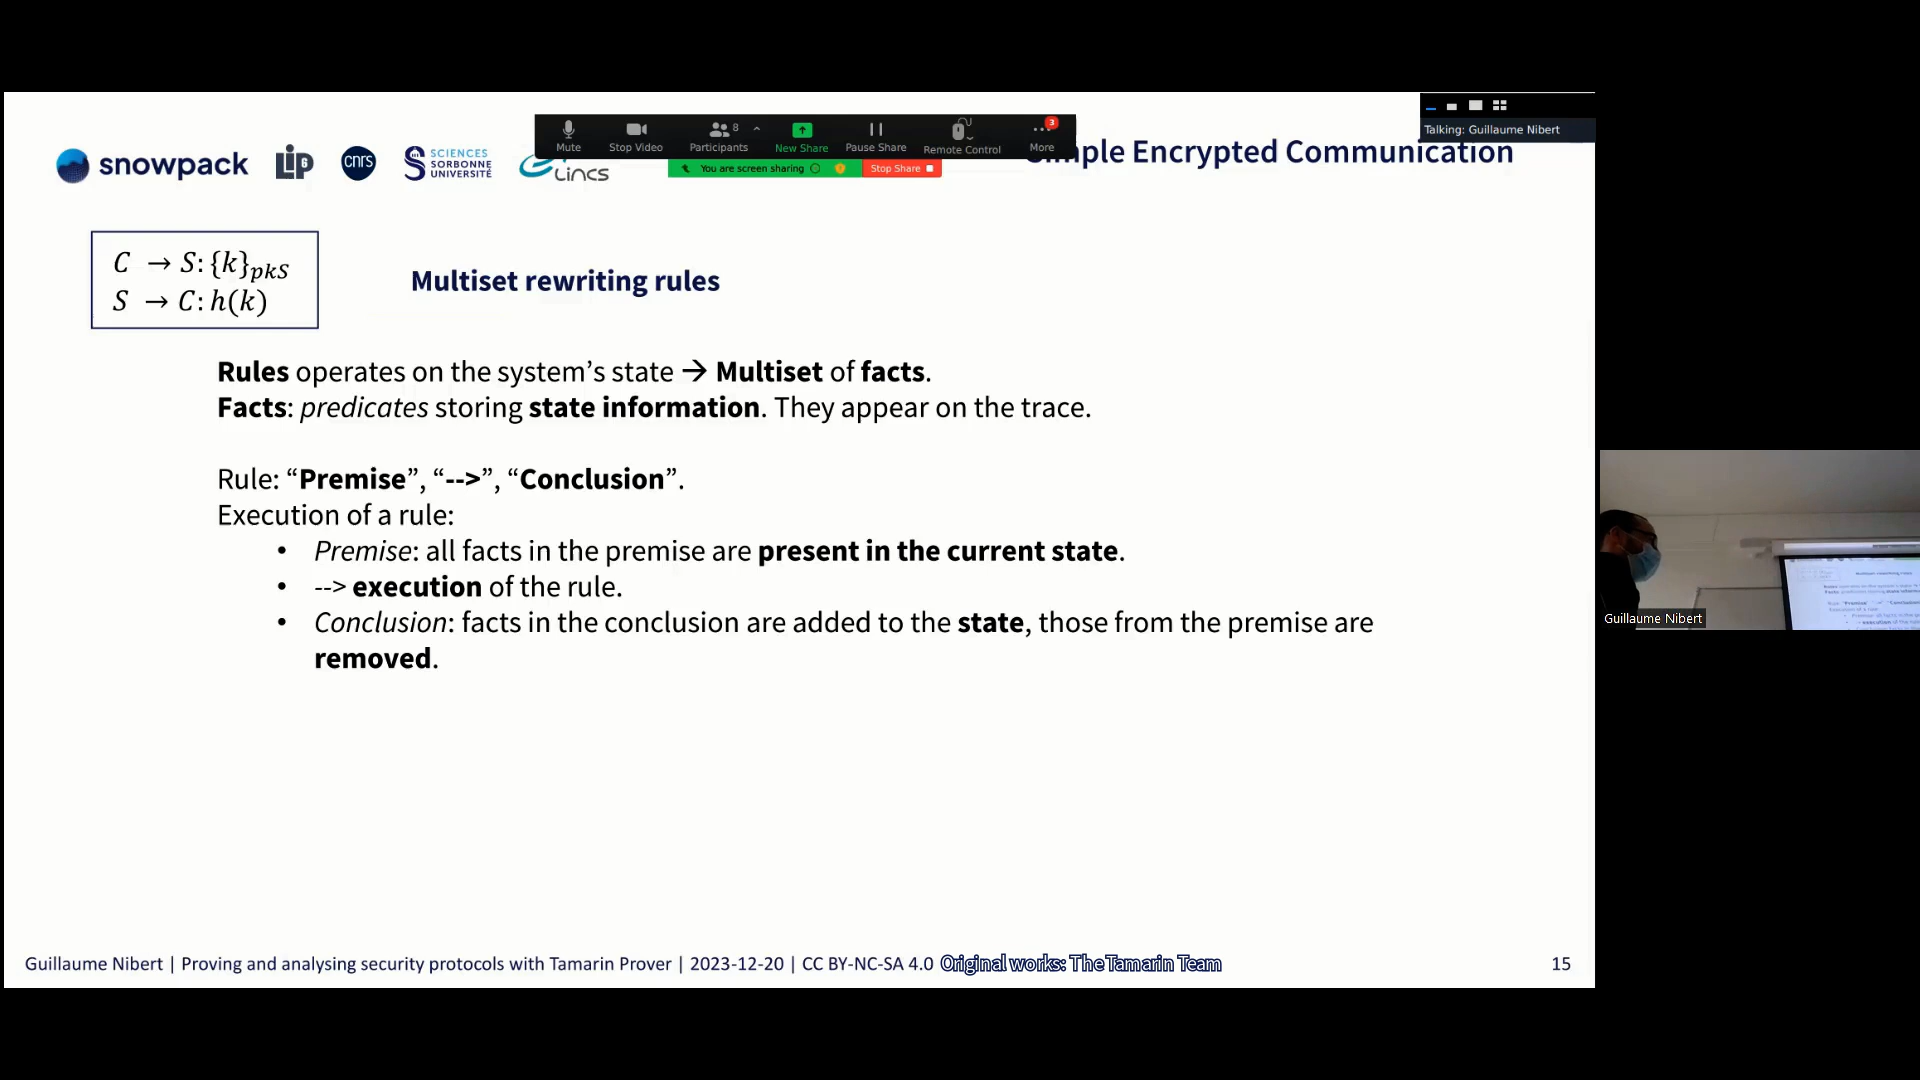 Mute
Stop Video
Participants
8
New Share
Pause Share
Remote Control
More
3
You are screen sharing
Stop Share
Talking: Guillaume Nibert
snowpack
LIP6
cnrs
SCIENCES
SORBONNE
UNIVERSITÉ
Lincs
Simple Encrypted Communication
C → S: {k}pkS
S → C: h(k)
Multiset rewriting rules
Rules operates on the system’s state → Multiset of facts.
Facts: predicates storing state information. They appear on the trace.
Rule: “Premise”, “-->”, “Conclusion”.
Execution of a rule:
• Premise: all facts in the premise are present in the current state.
• --> execution of the rule.
• Conclusion: facts in the conclusion are added to the state, those from the premise are
removed.
Guillaume Nibert
Guillaume Nibert | Proving and analysing security protocols with Tamarin Prover | 2023-12-20 | CC BY-NC-SA 4.0 Original works: The Tamarin Team
15